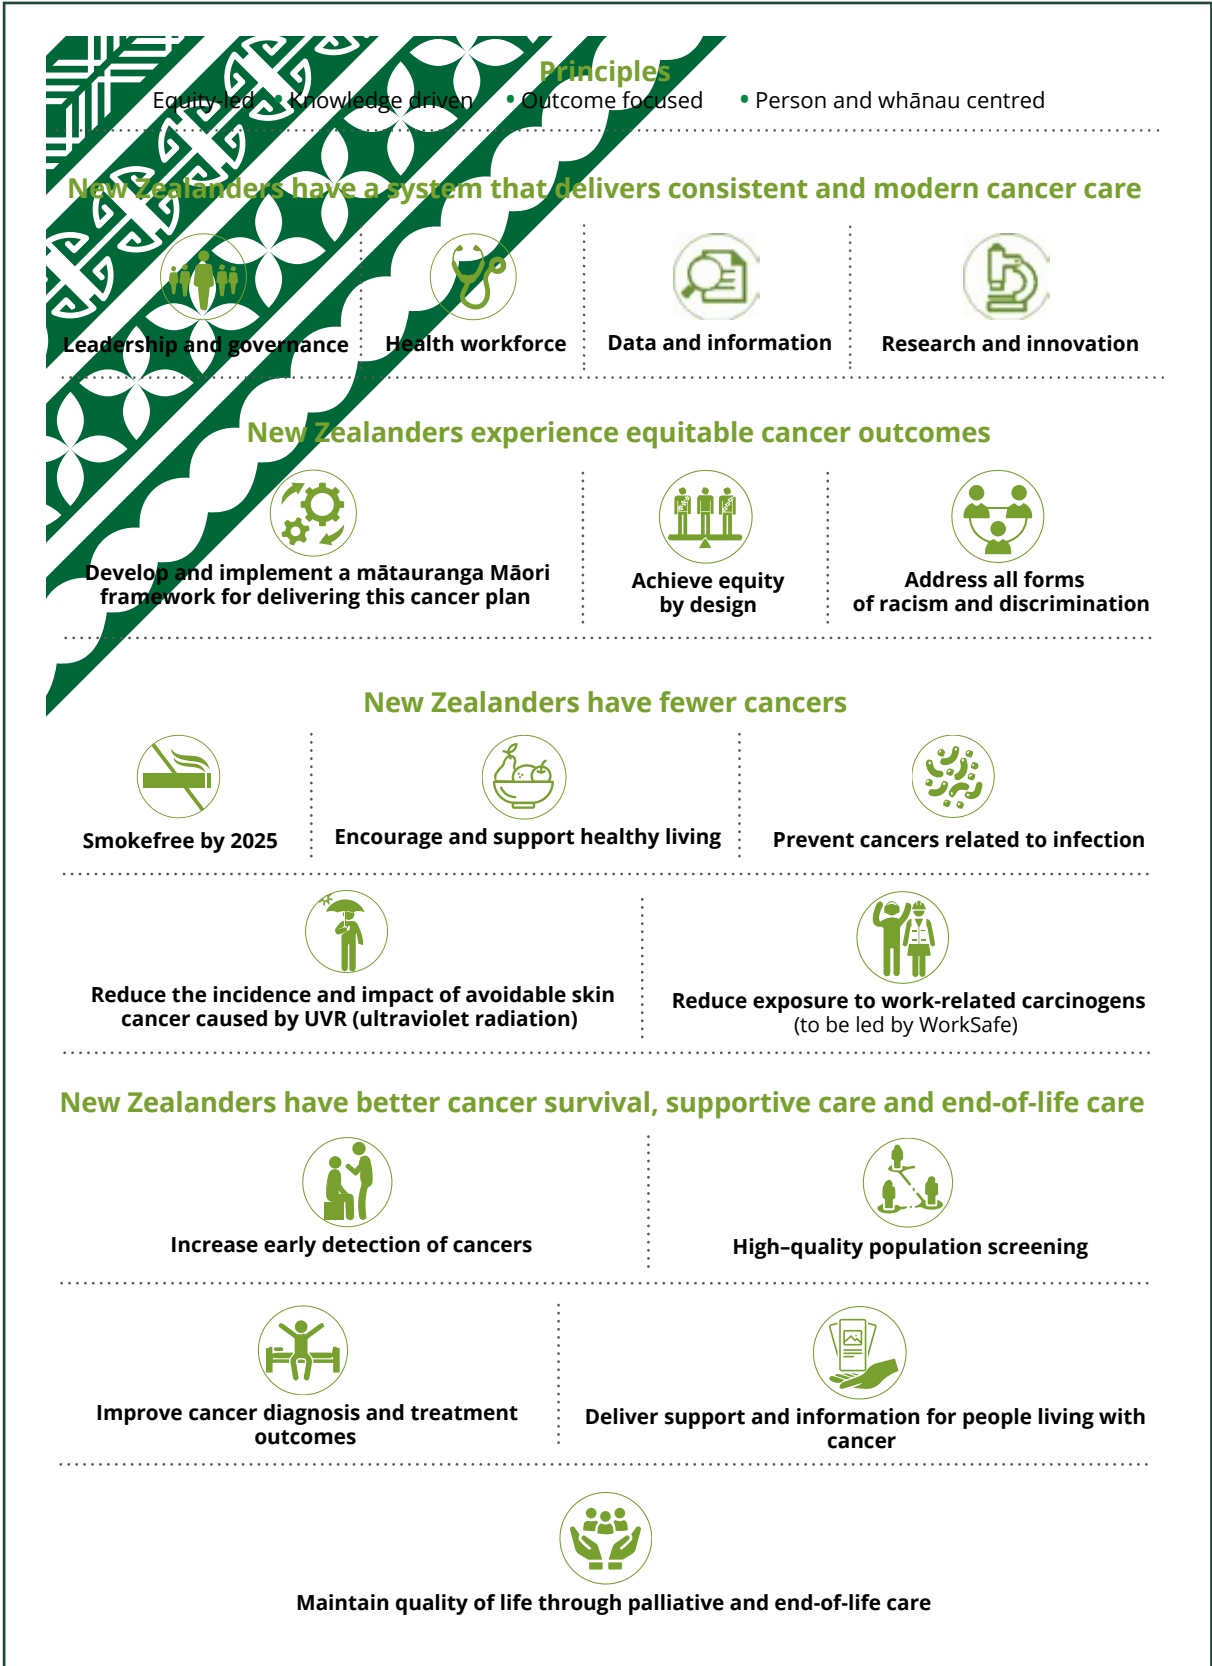 Principles
Equity-led • Knowledge driven • Outcome focused • Person and whānau centred
New Zealanders have a system that delivers consistent and modern cancer care
Leadership and governance
Health workforce
Data and information
Research and innovation
New Zealanders experience equitable cancer outcomes
Develop and implement a mātauranga Māori
framework for delivering this cancer plan
Achieve equity
by design
Address all forms
of racism and discrimination
New Zealanders have fewer cancers
Smokefree by 2025
Encourage and support healthy living
Prevent cancers related to infection
Reduce the incidence and impact of avoidable skin
cancer caused by UVR (ultraviolet radiation)
Reduce exposure to work-related carcinogens
(to be led by WorkSafe)
New Zealanders have better cancer survival, supportive care and end-of-life care
Increase early detection of cancers
High–quality population screening
Improve cancer diagnosis and treatment
outcomes
Deliver support and information for people living with
cancer
Maintain quality of life through palliative and end-of-life care